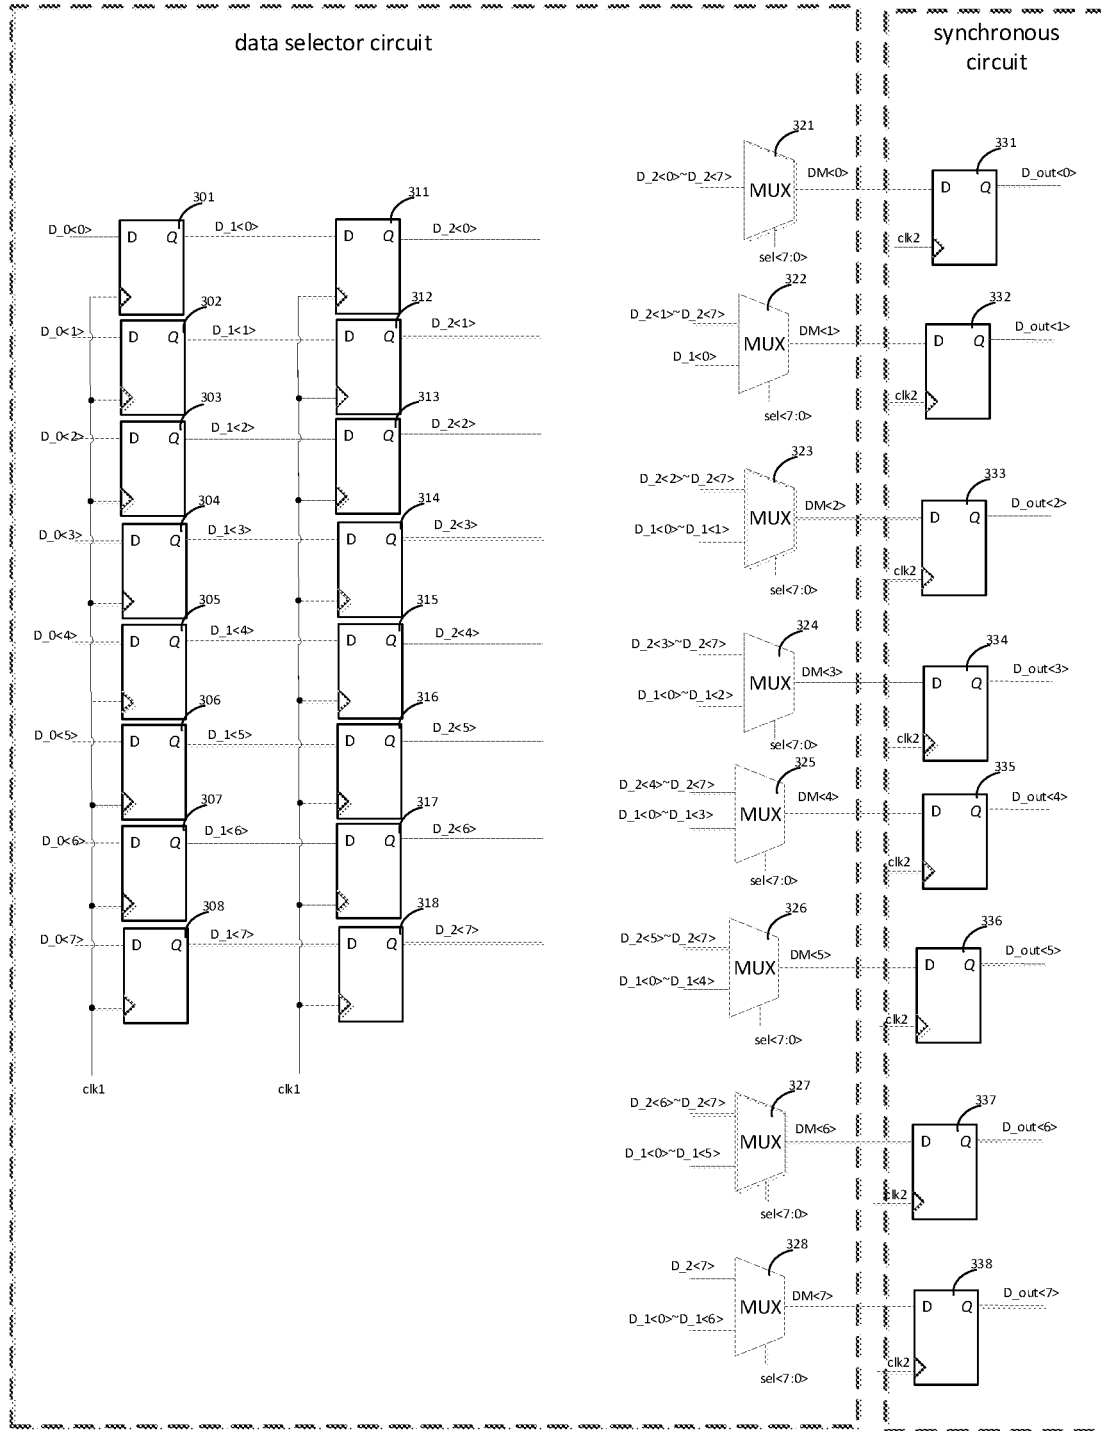 data selector circuit
synchronous
circuit
301
D_0<0>
D
Q
D_1<0>
311
D
Q
D_2<0>
302
D_0<1>
D
Q
D_1<1>
312
D
Q
D_2<1>
303
D_0<2>
D
Q
D_1<2>
313
D
Q
D_2<2>
304
D_0<3>
D
Q
D_1<3>
314
D
Q
D_2<3>
305
D_0<4>
D
Q
D_1<4>
315
D
Q
D_2<4>
306
D_0<5>
D
Q
D_1<5>
316
D
Q
D_2<5>
307
D_0<6>
D
Q
D_1<6>
317
D
Q
D_2<6>
308
D_0<7>
D
Q
D_1<7>
318
D
Q
D_2<7>
clk1
clk1
321
D_2<0>~D_2<7>
MUX
DM<0>
sel<7:0>
331
D
Q
D_out<0>
clk2
322
D_2<1>~D_2<7>
D_1<0>
MUX
DM<1>
sel<7:0>
332
D
Q
D_out<1>
clk2
323
D_2<2>~D_2<7>
D_1<0>~D_1<1>
MUX
DM<2>
sel<7:0>
333
D
Q
D_out<2>
clk2
324
D_2<3>~D_2<7>
D_1<0>~D_1<2>
MUX
DM<3>
sel<7:0>
334
D
Q
D_out<3>
clk2
325
D_2<4>~D_2<7>
D_1<0>~D_1<3>
MUX
DM<4>
sel<7:0>
335
D
Q
D_out<4>
clk2
326
D_2<5>~D_2<7>
D_1<0>~D_1<4>
MUX
DM<5>
sel<7:0>
336
D
Q
D_out<5>
clk2
327
D_2<6>~D_2<7>
D_1<0>~D_1<5>
MUX
DM<6>
sel<7:0>
337
D
Q
D_out<6>
clk2
328
D_2<7>
D_1<0>~D_1<6>
MUX
DM<7>
sel<7:0>
338
D
Q
D_out<7>
clk2